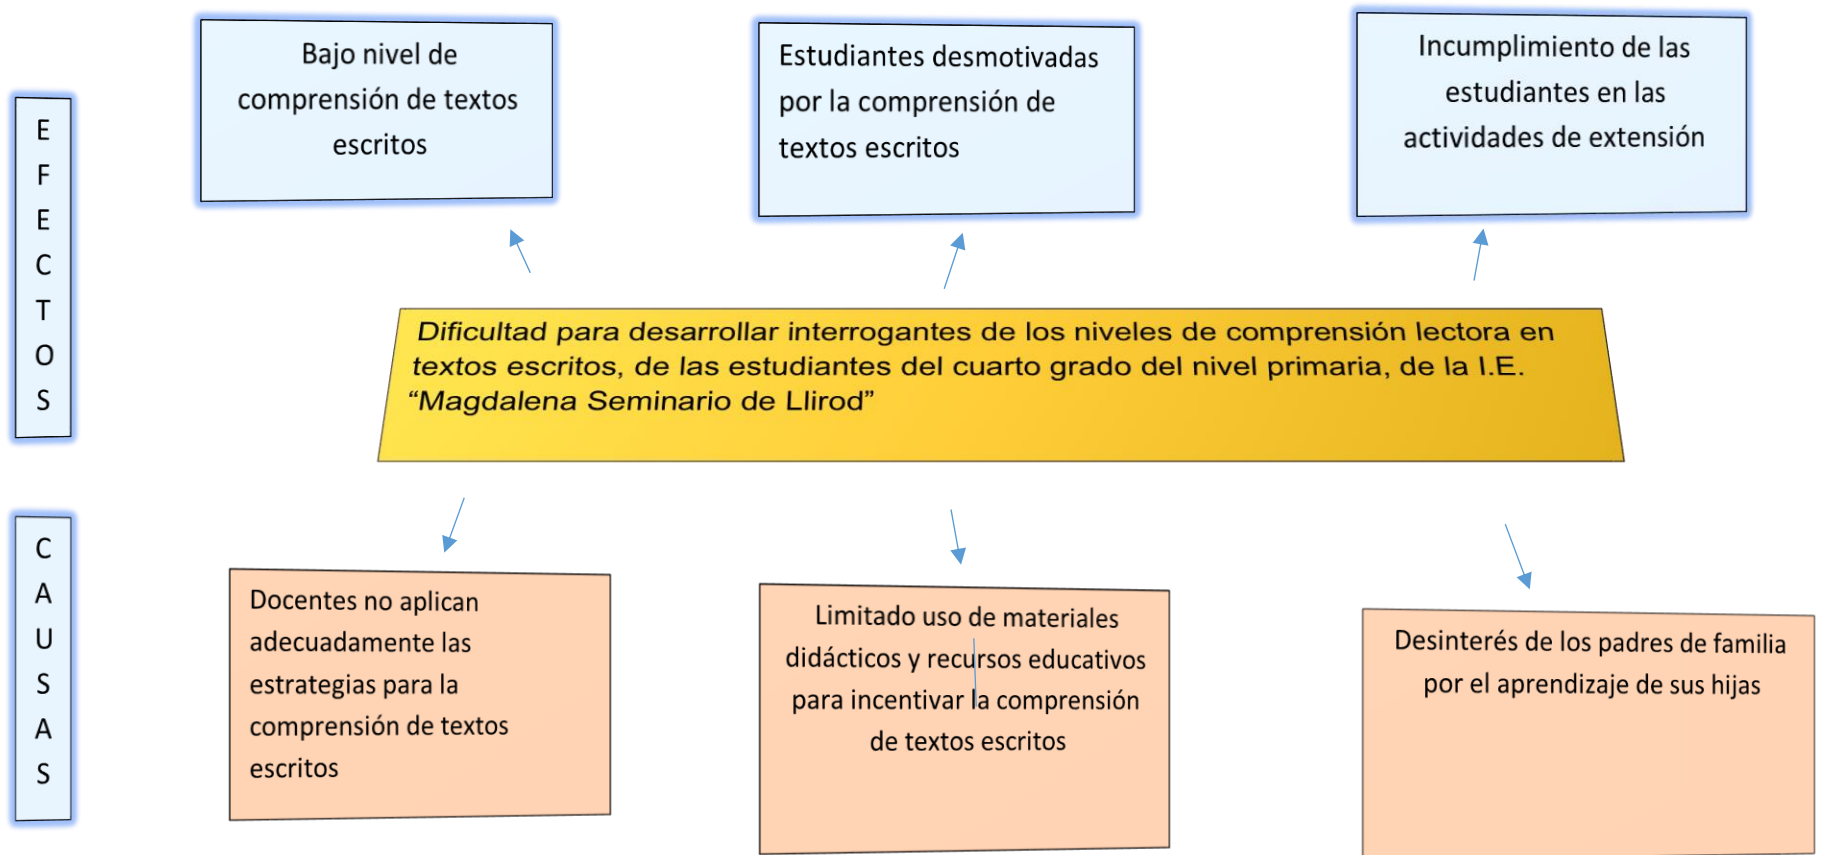 EFECTOS
Bajo nivel de
comprensión de textos
escritos
Estudiantes desmotivadas
por la comprensión de
textos escritos
Incumplimiento de las
estudiantes en las
actividades de extensión
Dificultad para desarrollar interrogantes de los niveles de comprensión lectora en
textos escritos, de las estudiantes del cuarto grado del nivel primaria, de la I.E.
“Magdalena Seminario de Llirod”
CAUSAS
Docentes no aplican
adecuadamente las
estrategias para la
comprensión de textos
escritos
Limitado uso de materiales
didácticos y recursos educativos
para incentivar la comprensión
de textos escritos
Desinterés de los padres de familia
por el aprendizaje de sus hijas